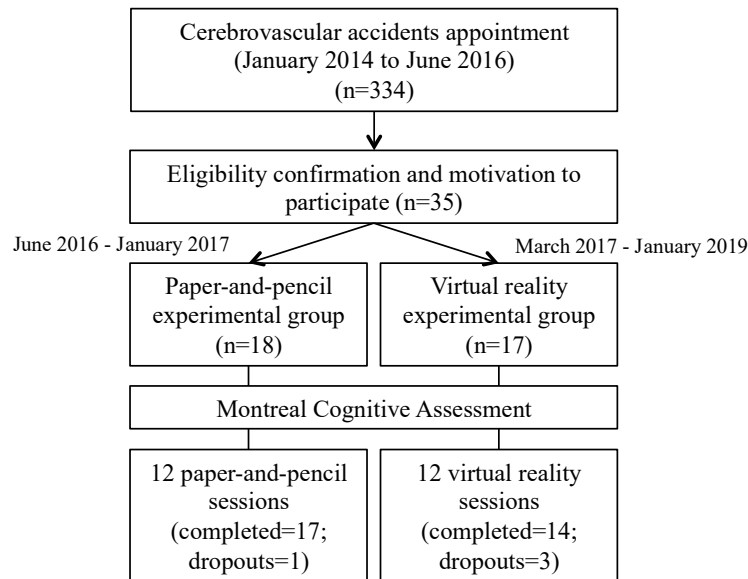 Cerebrovascular accidents appointment
(January 2014 to June 2016)
(n=334)
Eligibility confirmation and motivation to
participate (n=35)
June 2016 - January 2017
March 2017 - January 2019
Paper-and-pencil
experimental group
(n=18)
Virtual reality
experimental group
(n=17)
Montreal Cognitive Assessment
12 paper-and-pencil
sessions
(completed=17;
dropouts=1)
12 virtual reality
sessions
(completed=14;
dropouts=3)